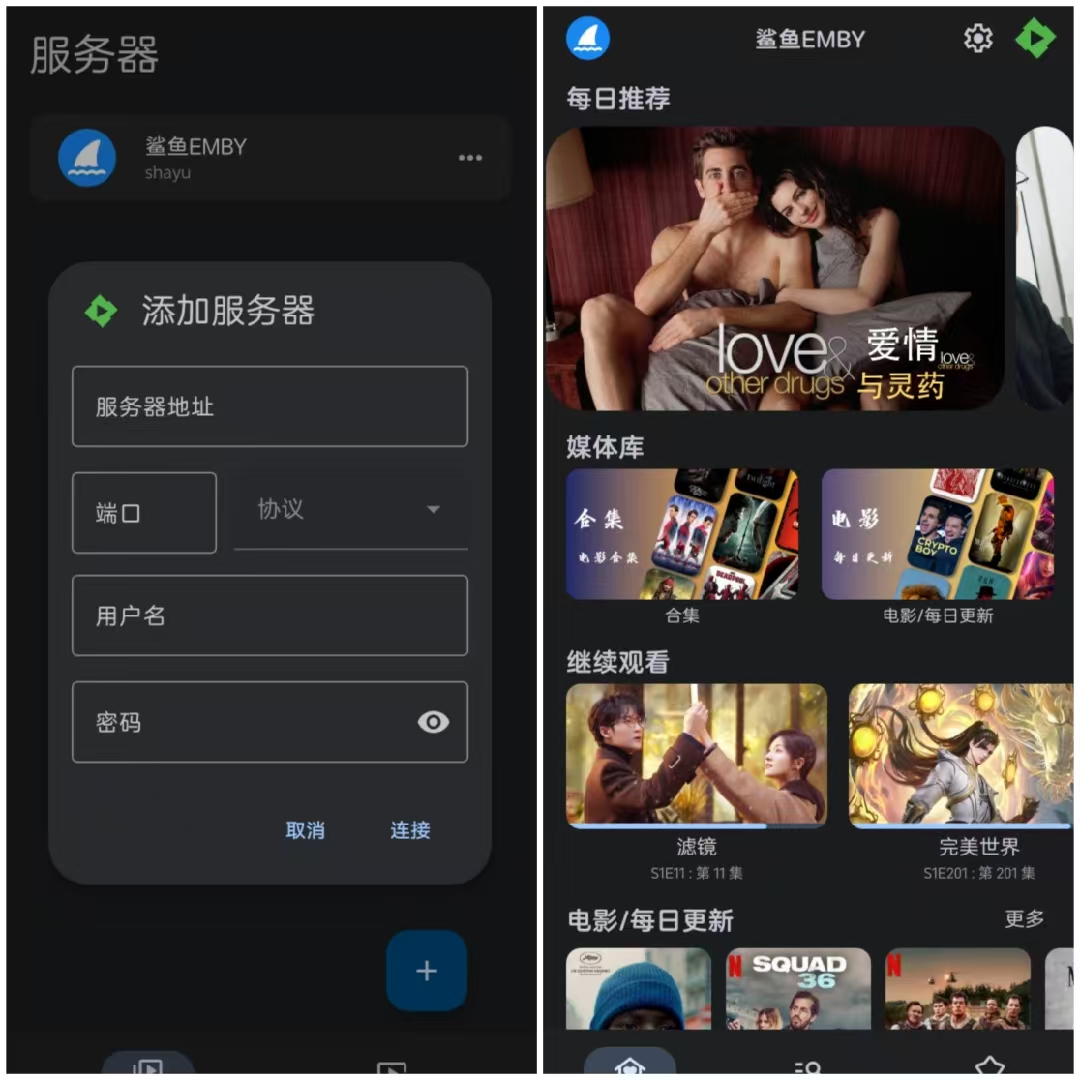 服务器
鲨鱼EMBY
shayu
添加服务器
服务器地址
端口
协议
用户名
密码
取消
连接
鲨鱼EMBY
每日推荐
love&
other drugs
爱情
与灵药
love&
other drugs
媒体库
合集
电影合集
合集
电影
每日更新
CRYPTO
BOY
DEADPOOL
电影/每日更新
继续观看
滤镜
S1E11 : 第 11 集
完美世界
S1E201 : 第 201 集
电影/每日更新
更多
N
SQUAD
36
N